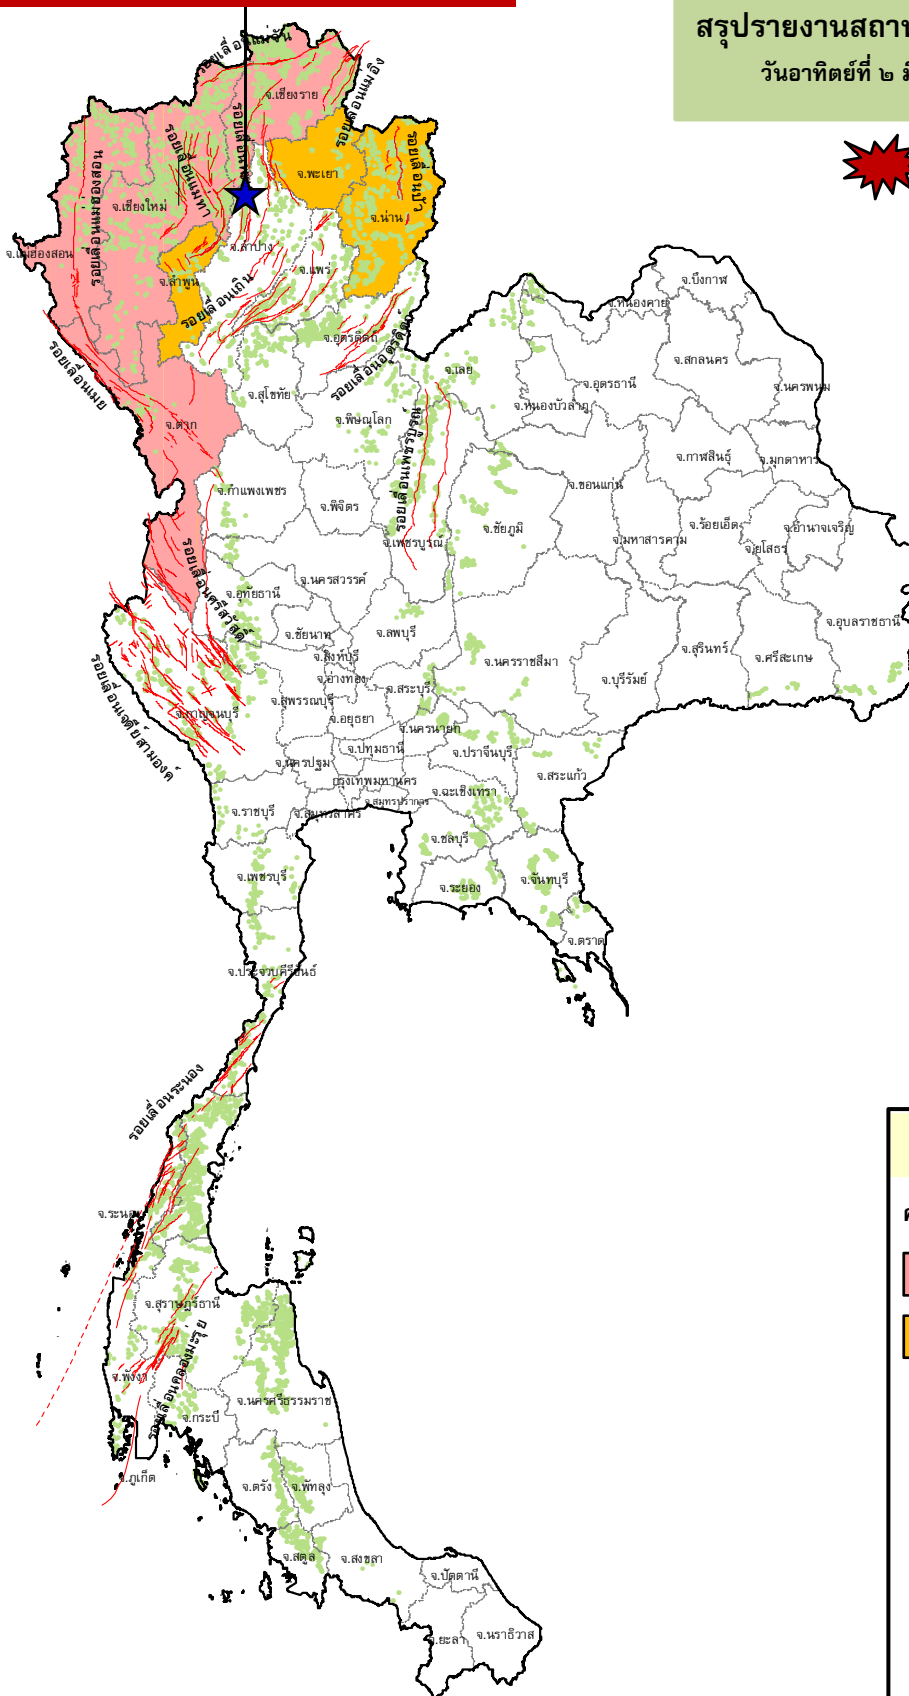 สรุปรายงานสถาน
วันอาทิตย์ที่ ๒ มี
รอยเลื่อนแม่จัน
รอยเลื่อนแม่อิง
จ.เชียงราย
รอยเลื่อนแม่ทา
รอยเลื่อนปัว
จ.พะเยา
รอยเลื่อนแม่ฮ่องสอน
จ.เชียงใหม่
จ.น่าน
จ.แม่ฮ่องสอน
จ.ลำปาง
จ.แพร่
จ.ลำพูน
รอยเลื่อนเถิน
จ.บึงกาฬ
จ.หนองคาย
รอยเลื่อนเมย
จ.อุตรดิตถ์
รอยเลื่อนอุตรดิตถ์
จ.เลย
จ.สกลนคร
จ.อุดรธานี
จ.นครพนม
จ.สุโขทัย
จ.หนองบัวลำภู
จ.ตาก
จ.พิษณุโลก
รอยเลื่อนเพชรบูรณ์
จ.กาฬสินธุ์
จ.มุกดาหาร
จ.กำแพงเพชร
จ.ขอนแก่น
จ.พิจิตร
จ.ชัยภูมิ
จ.ร้อยเอ็ด
จ.อำนาจเจริญ
จ.เพชรบูรณ์
จ.มหาสารคาม
จ.ยโสธร
รอยเลื่อนศรีสวัสดิ์
จ.นครสวรรค์
จ.อุทัยธานี
จ.ชัยนาท
จ.ลพบุรี
จ.อุบลราชธานี
จ.สิงห์บุรี
จ.นครราชสีมา
จ.สุรินทร์
จ.ศรีสะเกษ
จ.อ่างทอง
จ.สระบุรี
จ.บุรีรัมย์
รอยเลื่อนเจดีย์สามองค์
จ.สุพรรณบุรี
จ.กาญจนบุรี
จ.อยุธยา
จ.นครนายก
จ.ปทุมธานี
จ.ปราจีนบุรี
จ.นครปฐม
จ.สระแก้ว
กรุงเทพมหานคร
จ.ฉะเชิงเทรา
จ.สมุทรปราการ
จ.ราชบุรี
จ.สมุทรสาคร
จ.ชลบุรี
จ.เพชรบุรี
จ.ระยอง
จ.จันทบุรี
จ.ตราด
จ.ประจวบคีรีขันธ์
รอยเลื่อนระนอง
จ.ระนอง
จ.สุราษฎร์ธานี
รอยเลื่อนคลองมะรุ่ย
จ.พังงา
จ.นครศรีธรรมราช
จ.กระบี่
จ.ภูเก็ต
จ.ตรัง
จ.พัทลุง
จ.สตูล
จ.สงขลา
จ.ปัตตานี
จ.ยะลา
จ.นราธิวาส